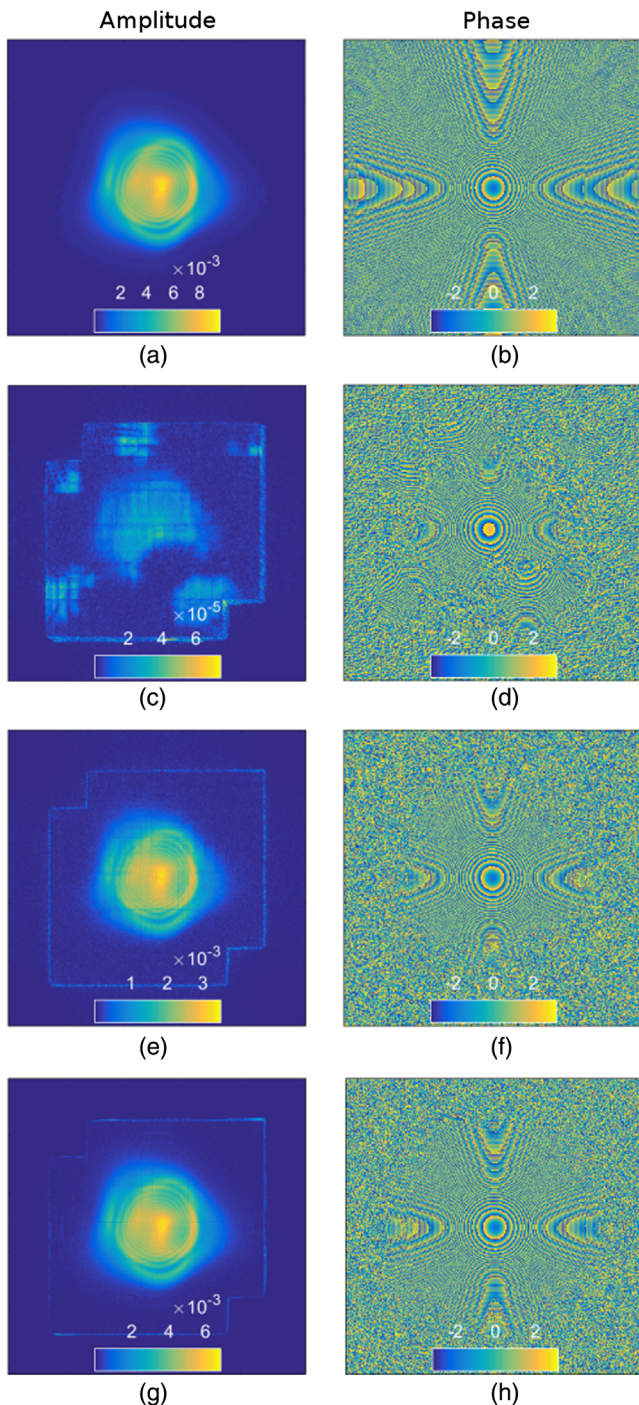 Amplitude Phase
×10⁻³
2 4 6 8 -2 0 2
(a) (b)
×10⁻⁵
2 4 6 -2 0 2
(c) (d)
×10⁻³
1 2 3 -2 0 2
(e) (f)
×10⁻³
2 4 6 -2 0 2
(g) (h)